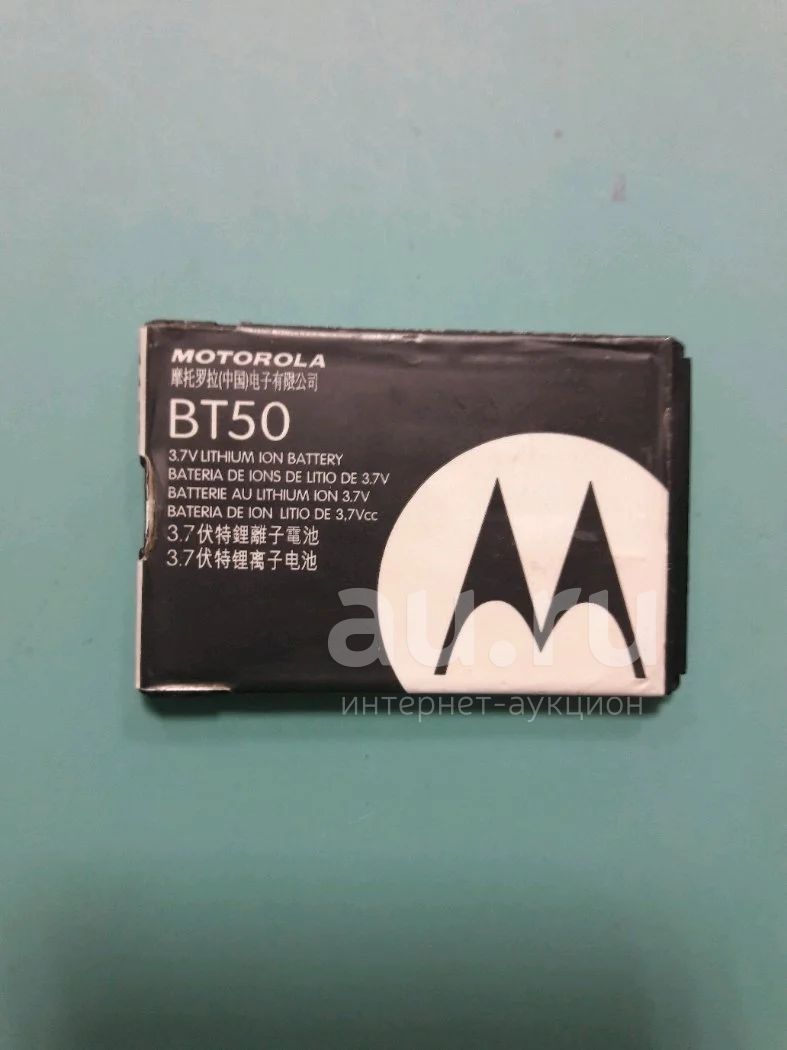 MOTOROLA
摩托罗拉(中国)电子有限公司
BT50
3.7V LITHIUM ION BATTERY
BATERIA DE IONS DE LITIO DE 3.7V
BATTERIE AU LITHIUM ION 3.7V
BATERIA DE ION LITIO DE 3,7Vcc
3.7伏特鋰離子電池
3.7伏特锂离子电池
au.ru
интернет-аукцион